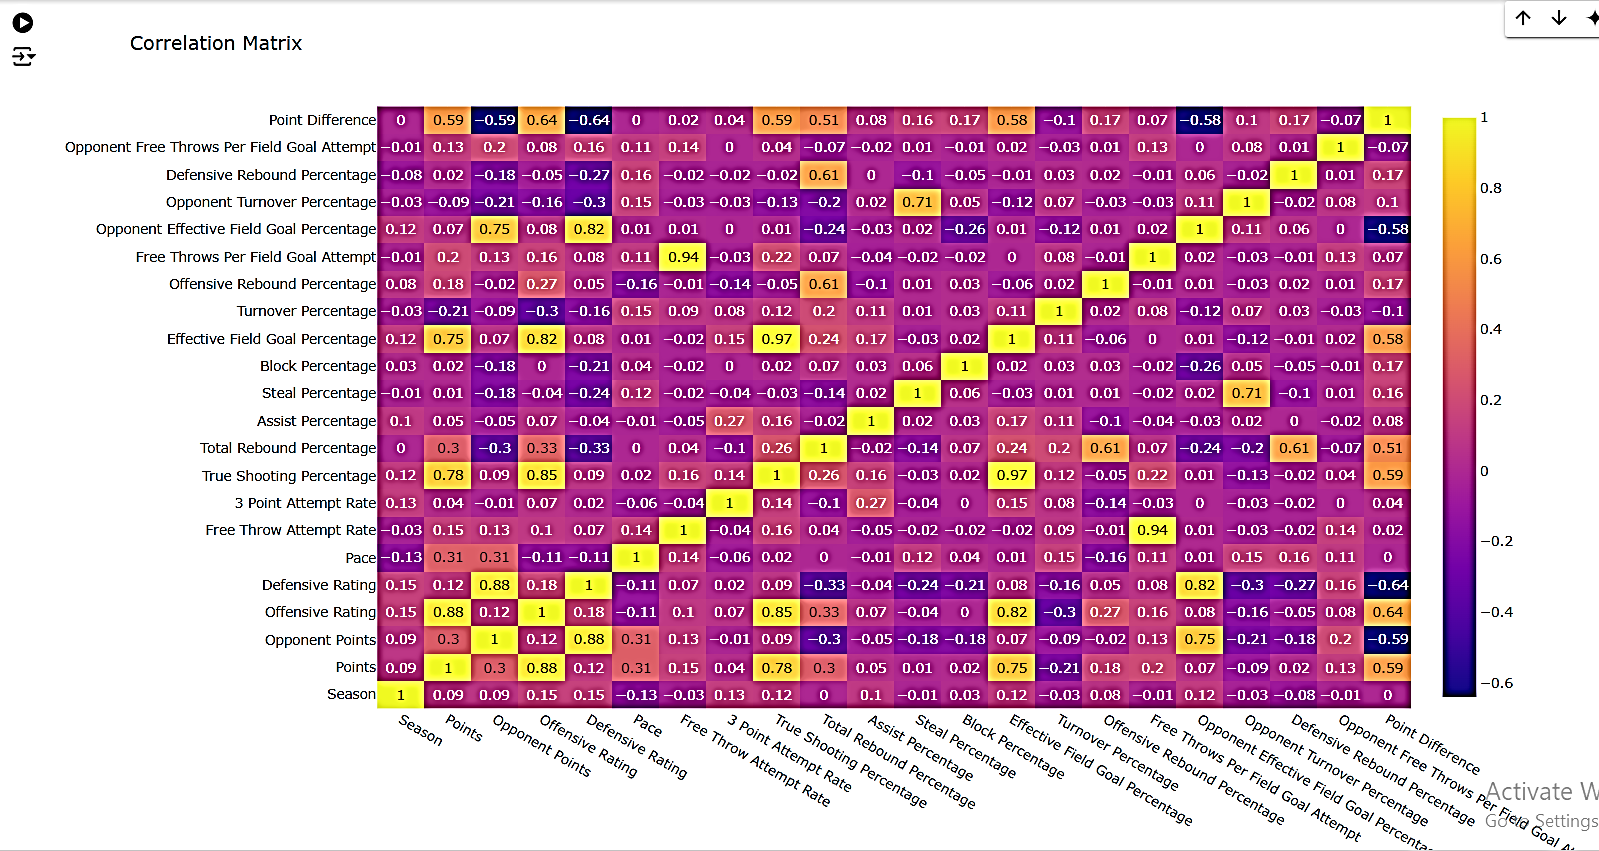 Correlation Matrix
Point Difference 0 0.59 −0.59 0.64 −0.64 0 0.02 0.04 0.59 0.51 0.08 0.16 0.17 0.58 −0.1 0.17 0.07 −0.58 0.1 0.17 −0.07 1
Opponent Free Throws Per Field Goal Attempt −0.01 0.13 0.2 0.08 0.16 0.11 0.14 0 0.04 −0.07 −0.02 0.01 −0.01 0.02 −0.03 0.01 0.13 0 0.08 0.01 1 −0.07
Defensive Rebound Percentage −0.08 0.02 −0.18 −0.05 −0.27 0.16 −0.02 −0.02 −0.02 0.61 0 −0.1 −0.05 −0.01 0.03 0.02 −0.01 0.06 −0.02 1 0.01 0.17
Opponent Turnover Percentage −0.03 −0.09 −0.21 −0.16 −0.3 0.15 −0.03 −0.03 −0.13 −0.2 0.02 0.71 0.05 −0.12 0.07 −0.03 −0.03 0.11 1 −0.02 0.08 0.1
Opponent Effective Field Goal Percentage 0.12 0.07 0.75 0.08 0.82 0.01 0.01 0 0.01 −0.24 −0.03 0.02 −0.26 0.01 −0.12 0.01 0.02 1 0.11 0.06 0 −0.58
Free Throws Per Field Goal Attempt −0.01 0.2 0.13 0.16 0.08 0.11 0.94 −0.03 0.22 0.07 −0.04 −0.02 −0.02 0 0.08 −0.01 1 0.02 −0.03 −0.01 0.13 0.07
Offensive Rebound Percentage 0.08 0.18 −0.02 0.27 0.05 −0.16 −0.01 −0.14 −0.05 0.61 −0.1 0.01 0.03 −0.06 0.02 1 −0.01 0.01 −0.03 0.02 0.01 0.17
Turnover Percentage −0.03 −0.21 −0.09 −0.3 −0.16 0.15 0.09 0.08 0.12 0.2 0.11 0.01 0.03 0.11 1 0.02 0.08 −0.12 0.07 0.03 −0.03 −0.1
Effective Field Goal Percentage 0.12 0.75 0.07 0.82 0.08 0.01 −0.02 0.15 0.97 0.24 0.17 −0.03 0.02 1 0.11 −0.06 0 0.01 −0.12 −0.01 0.02 0.58
Block Percentage 0.03 0.02 −0.18 0 −0.21 0.04 −0.02 0 0.02 0.07 0.03 0.06 1 0.02 0.03 0.03 −0.02 −0.26 0.05 −0.05 −0.01 0.17
Steal Percentage −0.01 0.01 −0.18 −0.04 −0.24 0.12 −0.02 −0.04 −0.03 −0.14 0.02 1 0.06 −0.03 0.01 0.01 −0.02 0.02 0.71 −0.1 0.01 0.16
Assist Percentage 0.1 0.05 −0.05 0.07 −0.04 −0.01 −0.05 0.27 0.16 −0.02 1 0.02 0.03 0.17 0.11 −0.1 −0.04 −0.03 0.02 0 −0.02 0.08
Total Rebound Percentage 0 0.3 −0.3 0.33 −0.33 0 0.04 −0.1 0.26 1 −0.02 −0.14 0.07 0.24 0.2 0.61 0.07 −0.24 −0.2 0.61 −0.07 0.51
True Shooting Percentage 0.12 0.78 0.09 0.85 0.09 0.02 0.16 0.14 1 0.26 0.16 −0.03 0.02 0.97 0.12 −0.05 0.22 0.01 −0.13 −0.02 0.04 0.59
3 Point Attempt Rate 0.13 0.04 −0.01 0.07 0.02 −0.06 −0.04 1 0.14 −0.1 0.27 −0.04 0 0.15 0.08 −0.14 −0.03 0 −0.03 −0.02 0 0.04
Free Throw Attempt Rate −0.03 0.15 0.13 0.1 0.07 0.14 1 −0.04 0.16 0.04 −0.05 −0.02 −0.02 −0.02 0.09 −0.01 0.94 0.01 −0.03 −0.02 0.14 0.02
Pace −0.13 0.31 0.31 −0.11 −0.11 1 0.14 −0.06 0.02 0 −0.01 0.12 0.04 0.01 0.15 −0.16 0.11 0.01 0.15 0.16 0.11 0
Defensive Rating 0.15 0.12 0.88 0.18 1 −0.11 0.07 0.02 0.09 −0.33 −0.04 −0.24 −0.21 0.08 −0.16 0.05 0.08 0.82 −0.3 −0.27 0.16 −0.64
Offensive Rating 0.15 0.88 0.12 1 0.18 −0.11 0.1 0.07 0.85 0.33 0.07 −0.04 0 0.82 −0.3 0.27 0.16 0.08 −0.16 −0.05 0.08 0.64
Opponent Points 0.09 0.3 1 0.12 0.88 0.31 0.13 −0.01 0.09 −0.3 −0.05 −0.18 −0.18 0.07 −0.09 −0.02 0.13 0.75 −0.21 −0.18 0.2 −0.59
Points 0.09 1 0.3 0.88 0.12 0.31 0.15 0.04 0.78 0.3 0.05 0.01 0.02 0.75 −0.21 0.18 0.2 0.07 −0.09 0.02 0.13 0.59
Season 1 0.09 0.09 0.15 0.15 −0.13 −0.03 0.13 0.12 0 0.1 −0.01 0.03 0.12 −0.03 0.08 −0.01 0.12 −0.03 −0.08 −0.01 0
Season
Points
Opponent Points
Offensive Rating
Defensive Rating
Pace
Free Throw Attempt Rate
3 Point Attempt Rate
True Shooting Percentage
Total Rebound Percentage
Assist Percentage
Steal Percentage
Block Percentage
Effective Field Goal Percentage
Turnover Percentage
Offensive Rebound Percentage
Free Throws Per Field Goal Attempt
Opponent Effective Field Goal Percenta
Opponent Turnover Percentage
Defensive Rebound Percentage
Opponent Free Throws Per Field Goal A
Point Difference
1
0.8
0.6
0.4
0.2
0
−0.2
−0.4
−0.6
Activate W
Settings